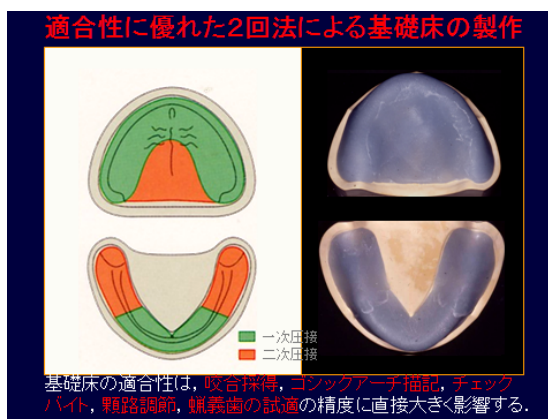 適合性に優れた2回法による基礎床の製作
一次圧接
二次圧接
基礎床の適合性は，咬合採得，ゴシックアーチ描記，チェック
バイト，顆路調節，蝋義歯の試適の精度に直接大きく影響する．